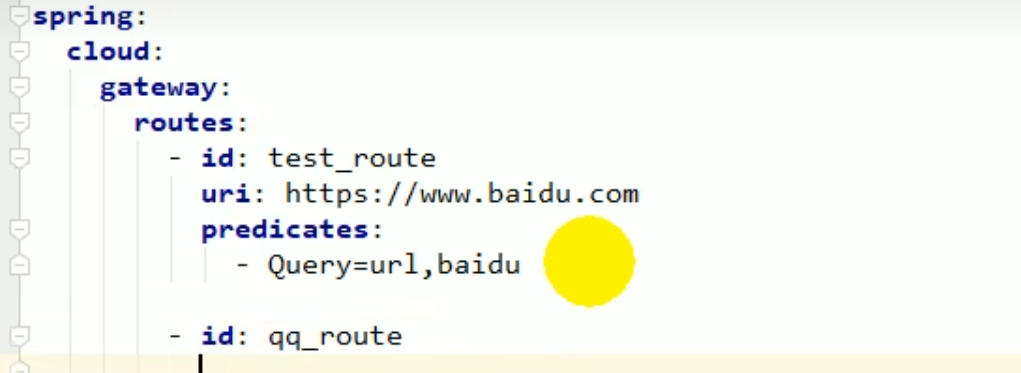 spring:
  cloud:
    gateway:
      routes:
        - id: test_route
          uri: https://www.baidu.com
          predicates:
            - Query=url,baidu
        - id: qq_route